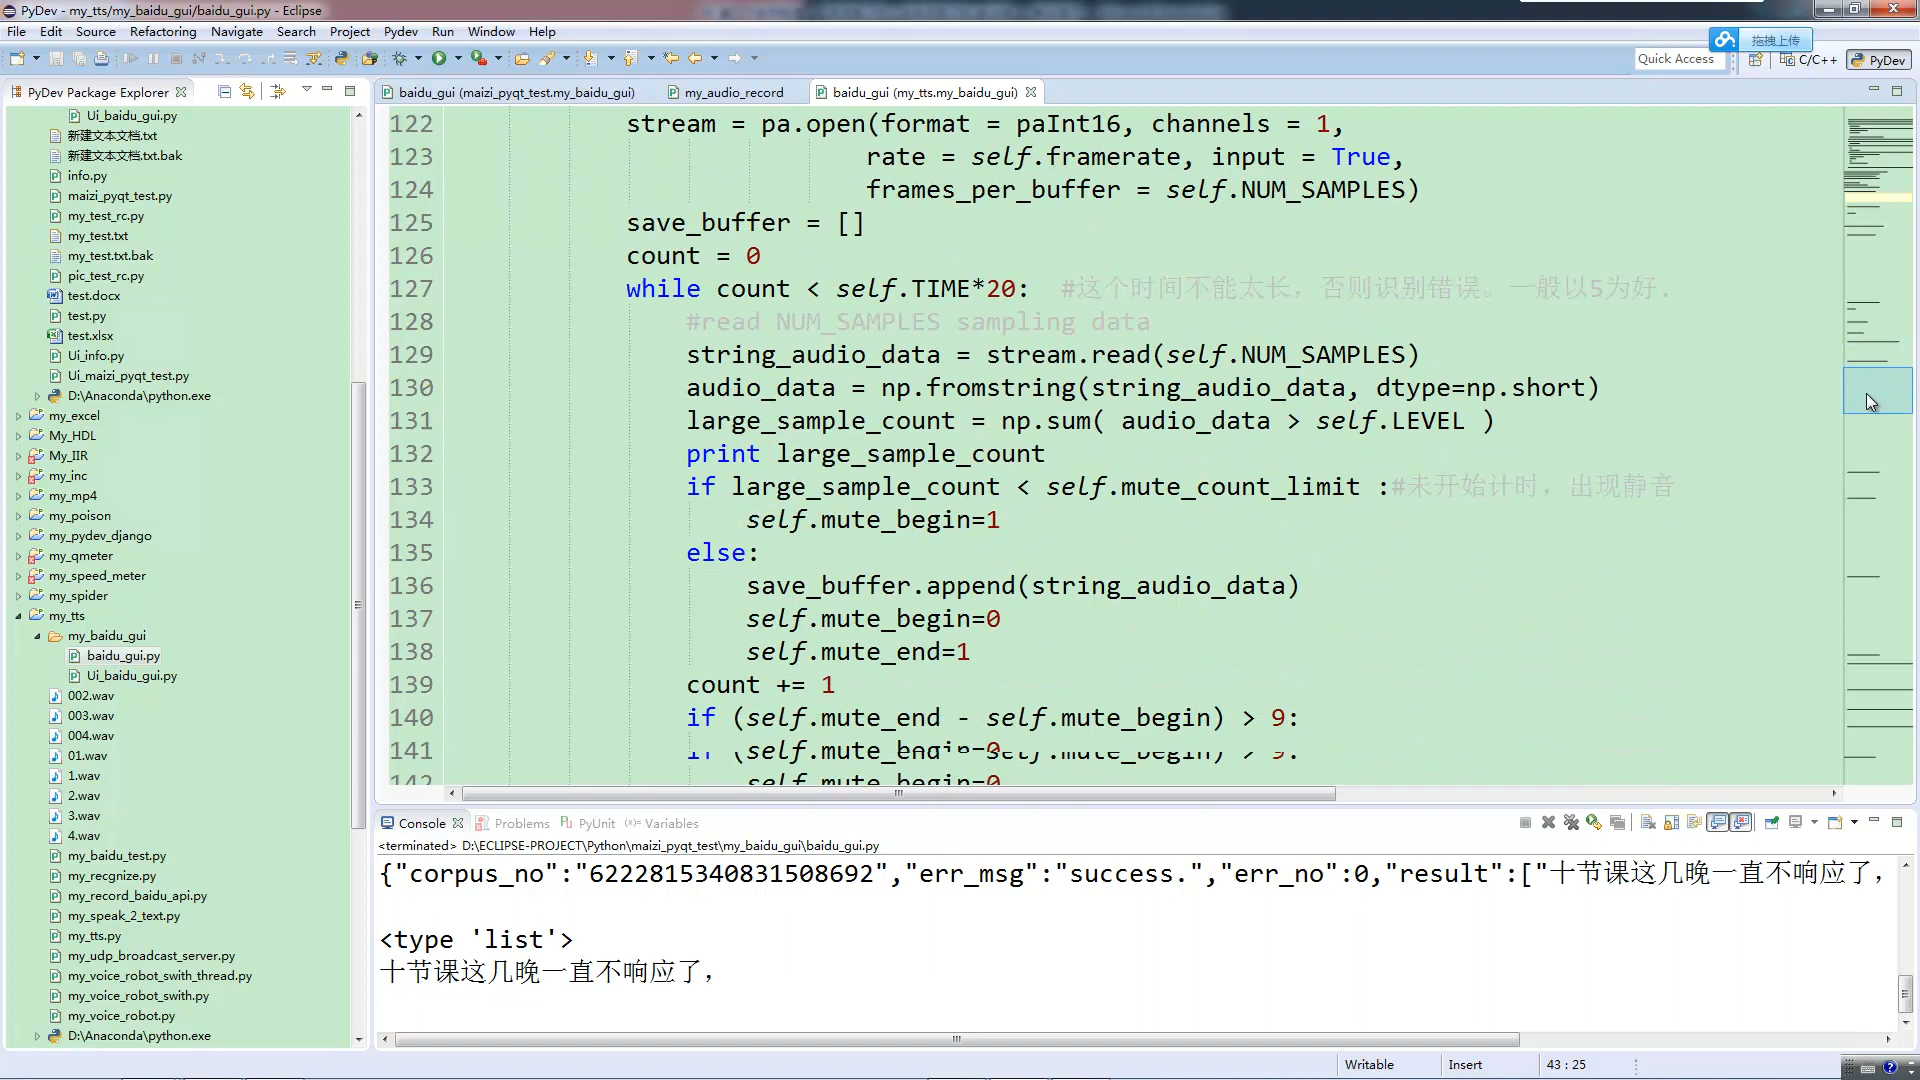 PyDev - my_tts/my_baidu_gui/baidu_gui.py - Eclipse
File Edit Source Refactoring Navigate Search Project Pydev Run Window Help
拖拽上传
Quick Access
C/C++
PyDev
PyDev Package Explorer
Ui_baidu_gui.py
新建文本文档.txt
新建文本文档.txt.bak
info.py
maizi_pyqt_test.py
my_test_rc.py
my_test.txt
my_test.txt.bak
pic_test_rc.py
test.docx
test.py
test.xlsx
Ui_info.py
Ui_maizi_pyqt_test.py
D:\Anaconda\python.exe
my_excel
My_HDL
My_IIR
my_inc
my_mp4
my_poison
my_pydev_django
my_qmeter
my_speed_meter
my_spider
my_tts
my_baidu_gui
baidu_gui.py
Ui_baidu_gui.py
002.wav
003.wav
004.wav
01.wav
1.wav
2.wav
3.wav
4.wav
my_baidu_test.py
my_recgnize.py
my_record_baidu_api.py
my_speak_2_text.py
my_tts.py
my_udp_broadcast_server.py
my_voice_robot_swith_thread.py
my_voice_robot_swith.py
my_voice_robot.py
D:\Anaconda\python.exe
baidu_gui (maizi_pyqt_test.my_baidu_gui) my_audio_record baidu_gui (my_tts.my_baidu_gui)
122 stream = pa.open(format = paInt16, channels = 1,
123 rate = self.framerate, input = True,
124 frames_per_buffer = self.NUM_SAMPLES)
125 save_buffer = []
126 count = 0
127 while count < self.TIME*20: #这个时间不能太长，否则识别错误。一般以5为好.
128 #read NUM_SAMPLES sampling data
129 string_audio_data = stream.read(self.NUM_SAMPLES)
130 audio_data = np.fromstring(string_audio_data, dtype=np.short)
131 large_sample_count = np.sum( audio_data > self.LEVEL )
132 print large_sample_count
133 if large_sample_count < self.mute_count_limit :#未开始计时，出现静音
134 self.mute_begin=1
135 else:
136 save_buffer.append(string_audio_data)
137 self.mute_begin=0
138 self.mute_end=1
139 count += 1
140 if (self.mute_end - self.mute_begin) > 9:
141
142 self.mute_begin=0
Console Problems PyUnit Variables
<terminated> D:\ECLIPSE-PROJECT\Python\maizi_pyqt_test\my_baidu_gui\baidu_gui.py
{"corpus_no":"6222815340831508692","err_msg":"success.","err_no":0,"result":["十节课这几晚一直不响应了，
<type 'list'>
十节课这几晚一直不响应了，
Writable Insert 43 : 25